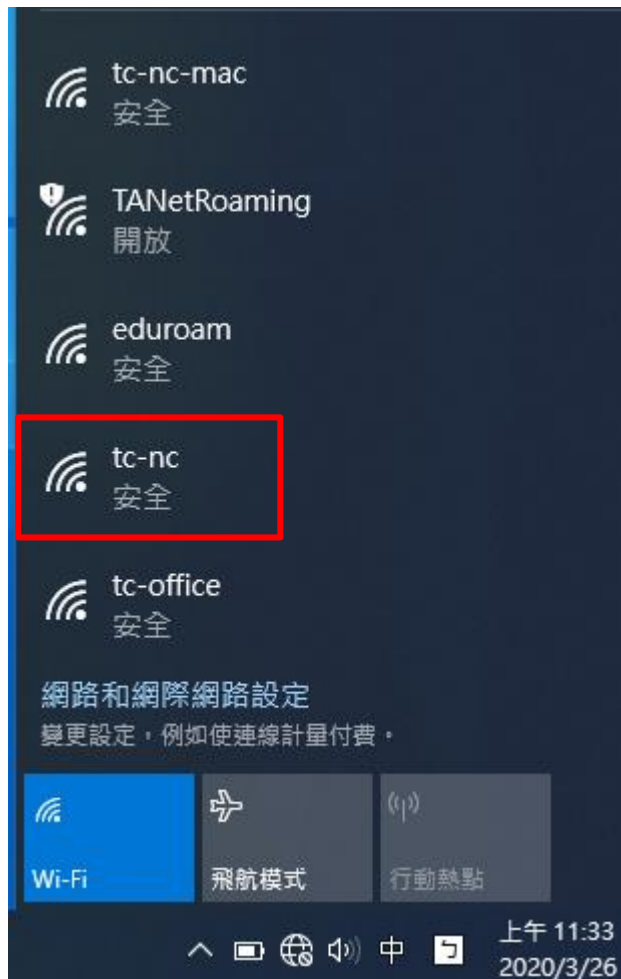 tc-nc-mac
安全
TANetRoaming
開放
eduroam
安全
tc-nc
安全
tc-office
安全
網路和網際網路設定
變更設定，例如使連線計量付費。
Wi-Fi
飛航模式
行動熱點
中
ㄅ
上午 11:33
2020/3/26